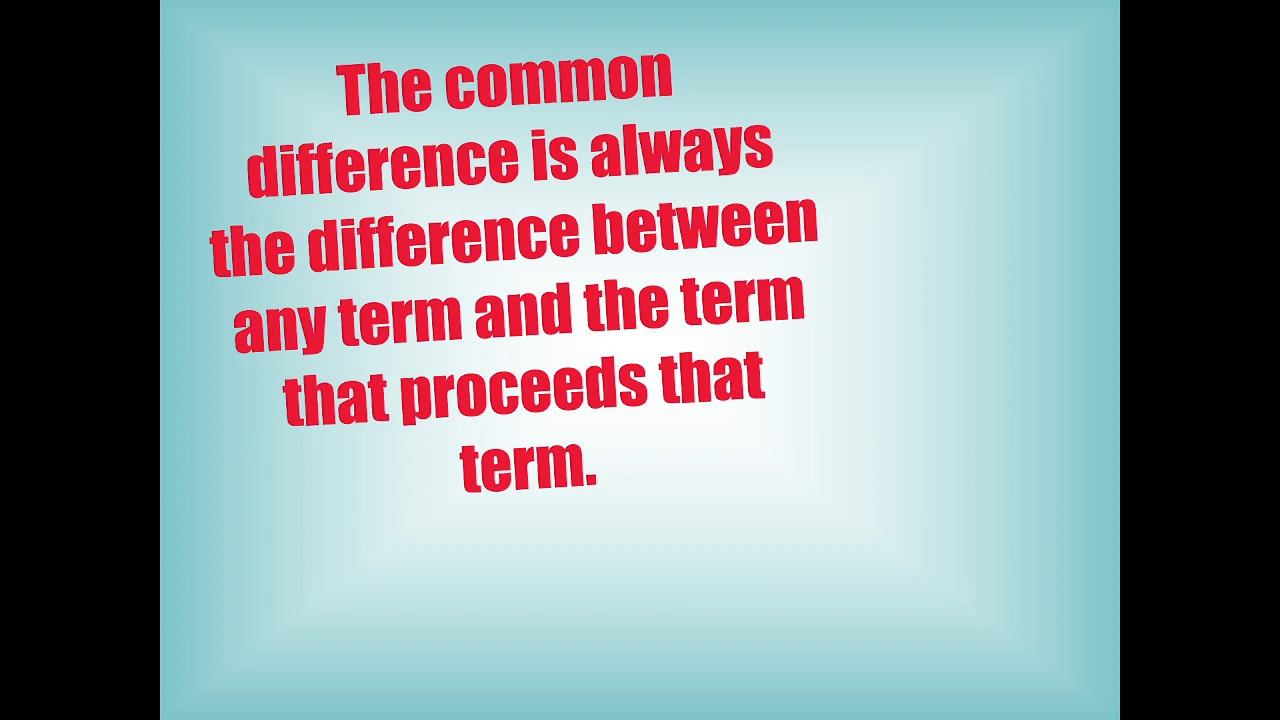 The common
difference is always
the difference between
any term and the term
that proceeds that
term.